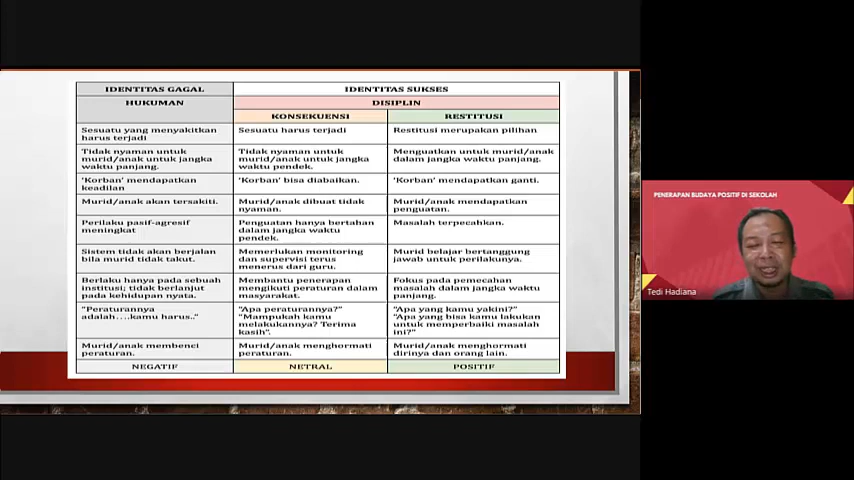 IDENTITAS GAGAL
IDENTITAS SUKSES
HUKUMAN
DISIPLIN
KONSEKUENSI
RESTITUSI
Sesuatu yang menyakitkan
harus terjadi
Sesuatu harus terjadi
Restitusi merupakan pilihan
Tidak nyaman untuk
murid/anak untuk jangka
waktu panjang.
Tidak nyaman untuk
murid/anak untuk jangka
waktu pendek.
Menguatkan untuk murid/anak
dalam jangka waktu panjang.
'Korban' mendapatkan
keadilan
'Korban' bisa diabaikan.
'Korban' mendapatkan ganti.
Murid/anak akan tersakiti.
Murid/anak dibuat tidak
nyaman.
Murid/anak mendapatkan
penguatan.
Perilaku pasif-agresif
meningkat
Penguatan hanya bertahan
dalam jangka waktu
pendek.
Masalah terpecahkan.
Sistem tidak akan berjalan
bila murid tidak takut.
Memerlukan monitoring
dan supervisi terus
menerus dari guru.
Murid belajar bertanggung
jawab untuk perilakunya.
Berlaku hanya pada sebuah
institusi; tidak berlanjut
pada kehidupan nyata.
Membantu penerapan
mengikuti peraturan dalam
masyarakat.
Fokus pada pemecahan
masalah dalam jangka waktu
panjang.
"Peraturannya
adalah....kamu harus.."
"Apa peraturannya?"
"Mampukah kamu
melakukannya? Terima
kasih".
"Apa yang kamu yakini?"
"Apa yang bisa kamu lakukan
untuk memperbaiki masalah
ini?"
Murid/anak membenci
peraturan.
Murid/anak menghormati
peraturan.
Murid/anak menghormati
dirinya dan orang lain.
NEGATIF
NETRAL
POSITIF
PENERAPAN BUDAYA POSITIF DI SEKOLAH
Tedi Hadiana